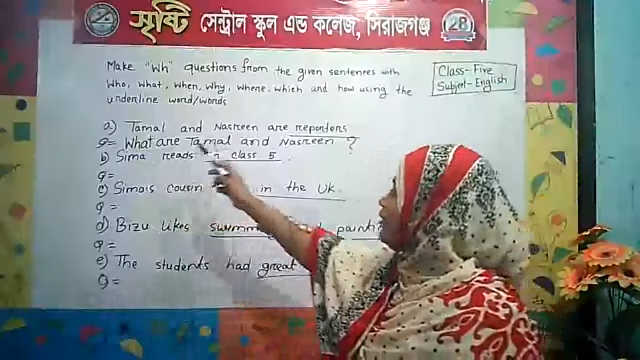 সৃষ্টি সেন্ট্রাল স্কুল এন্ড কলেজ, সিরাজগঞ্জ
Make "Wh" questions from the given sentences with
Who, what, when, why, where, which and how using the
underline word/words
Class- Five
Subject- English
a) Tamal and Nasreen are reporters
Q= What are Tamal and Nasreen ?
b) Sima reads class 5.
Q=
c) Sima's cousin in the Uk.
Q=
d) Bizu likes
Q=
e) The students had great
Q=